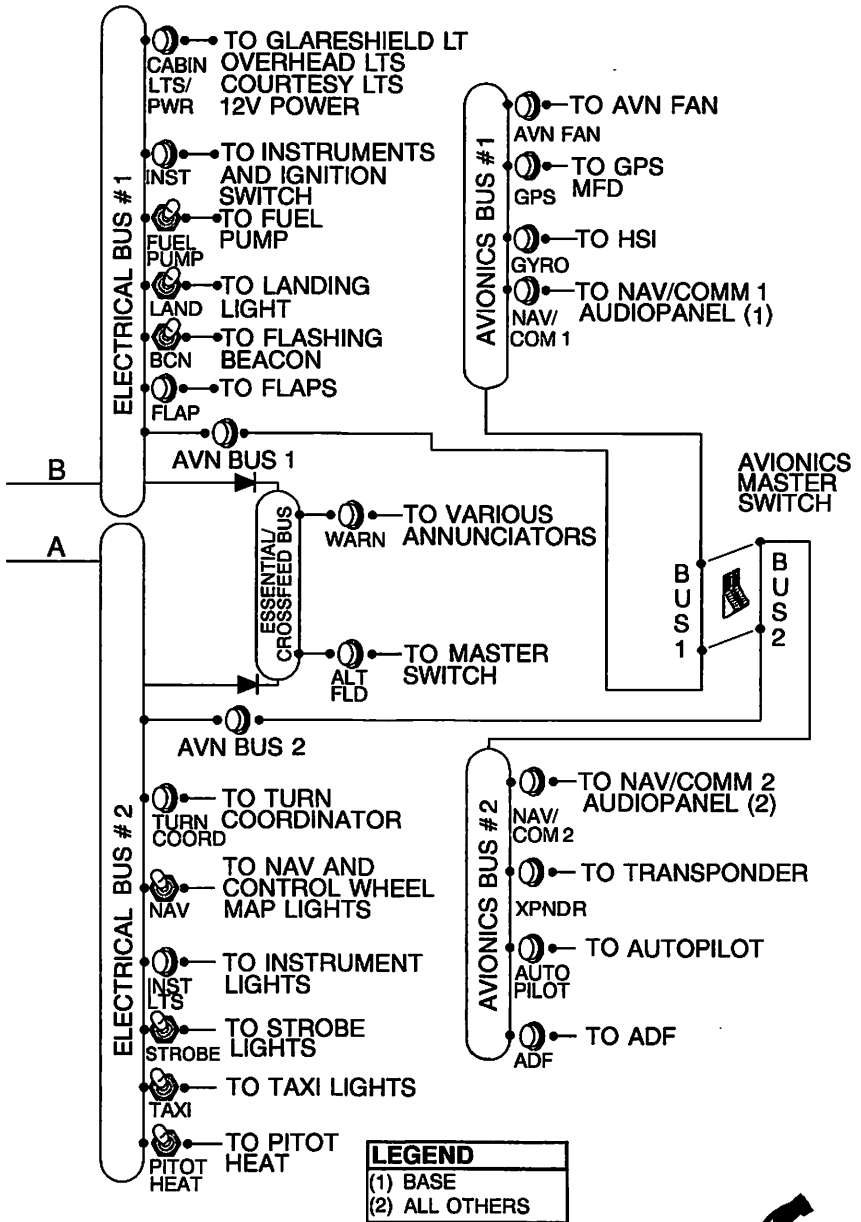 TO GLARESHIELD LT
OVERHEAD LTS
COURTESY LTS
12V POWER
CABIN
LTS/
PWR
TO INSTRUMENTS
AND IGNITION
SWITCH
INST
TO FUEL
PUMP
FUEL
PUMP
TO LANDING
LIGHT
LAND
TO FLASHING
BEACON
BCN
TO FLAPS
FLAP
ELECTRICAL BUS #1
AVN BUS 1
B
A
ESSENTIAL/
CROSSFEED BUS
TO VARIOUS
ANNUNCIATORS
WARN
TO MASTER
SWITCH
ALT
FLD
AVN BUS 2
ELECTRICAL BUS #2
TO TURN
COORDINATOR
TURN
COORD
TO NAV AND
CONTROL WHEEL
MAP LIGHTS
NAV
TO INSTRUMENT
LIGHTS
INST
LTS
TO STROBE
LIGHTS
STROBE
TO TAXI LIGHTS
TAXI
TO PITOT
HEAT
PITOT
HEAT
AVIONICS BUS #1
TO AVN FAN
AVN FAN
TO GPS
MFD
GPS
TO HSI
GYRO
TO NAV/COMM 1
AUDIOPANEL (1)
NAV/
COM 1
AVIONICS
MASTER
SWITCH
BUS 1
BUS 2
AVIONICS BUS #2
TO NAV/COMM 2
AUDIOPANEL (2)
NAV/
COM 2
TO TRANSPONDER
XPNDR
TO AUTOPILOT
AUTO
PILOT
TO ADF
ADF
LEGEND
(1) BASE
(2) ALL OTHERS